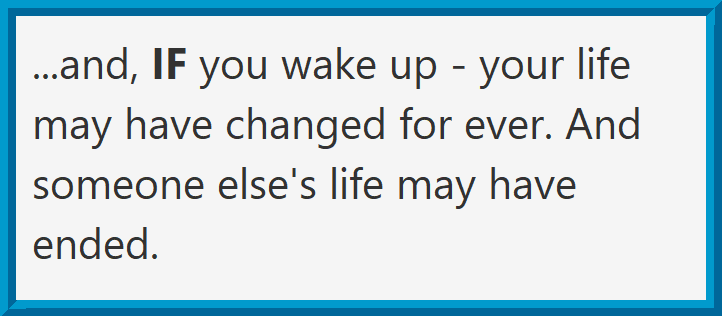 ...and, IF you wake up - your life
may have changed for ever. And
someone else's life may have
ended.